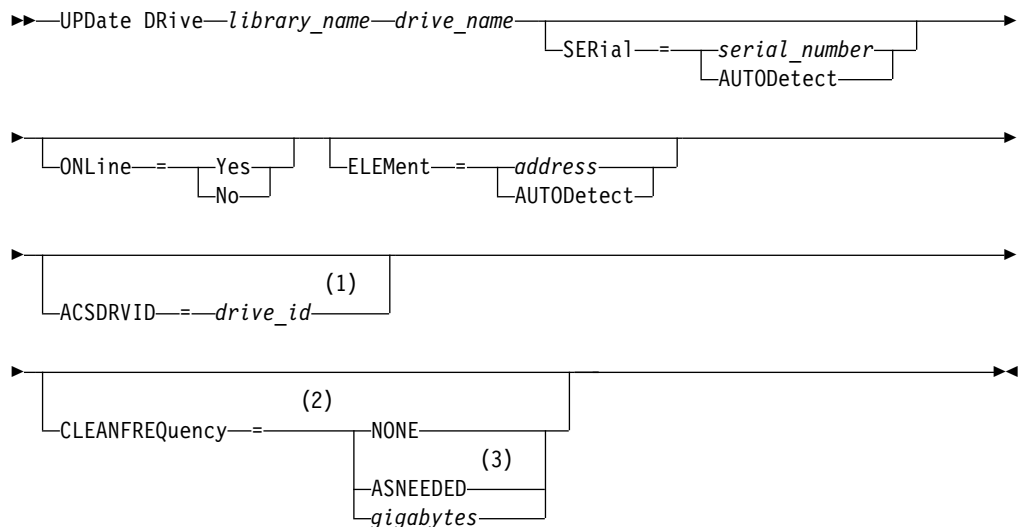 UPDate DRive library_name drive_name
SERial = serial_number
AUTODetect
ONLine = Yes
No
ELEMent = address
AUTODetect
(1)
ACSDRVID = drive_id
(2)
CLEANFREQuency = NONE
(3)
ASNEEDED
gigabytes